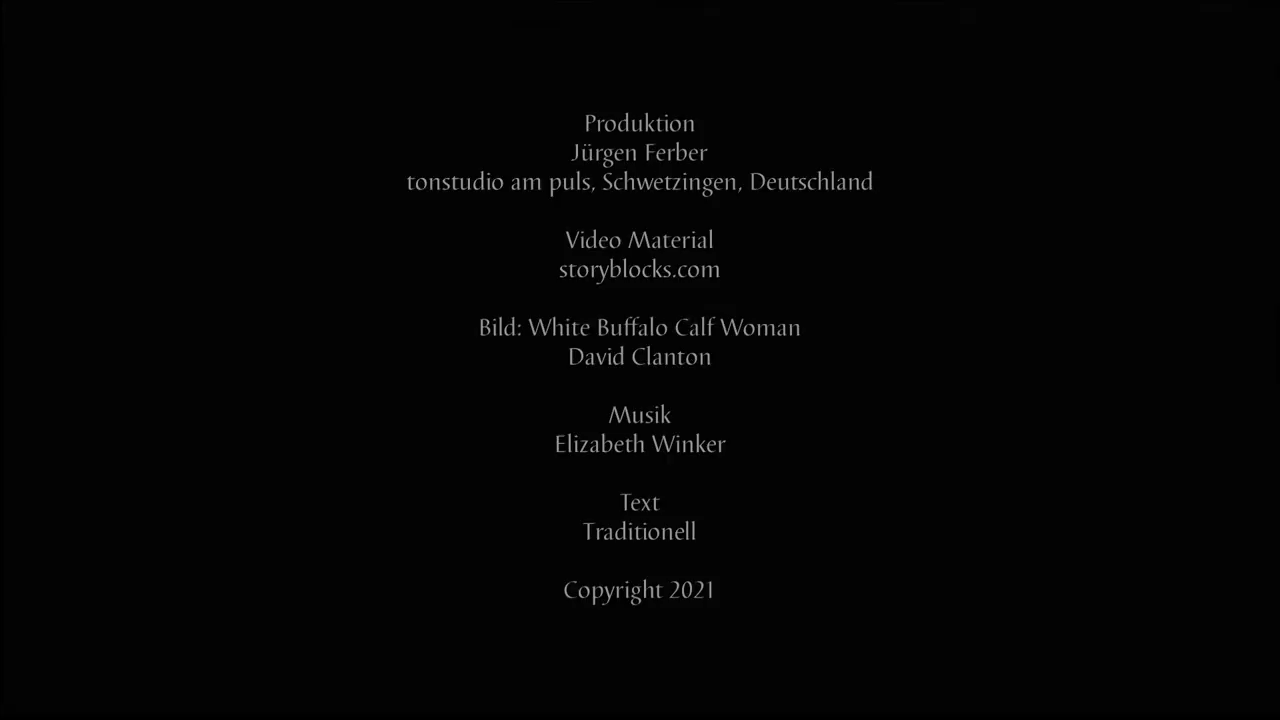 Produktion
Jürgen Ferber
tonstudio am puls, Schwetzingen, Deutschland
Video Material
storyblocks.com
Bild: White Buffalo Calf Woman
David Clanton
Musik
Elizabeth Winker
Text
Traditionell
Copyright 2021